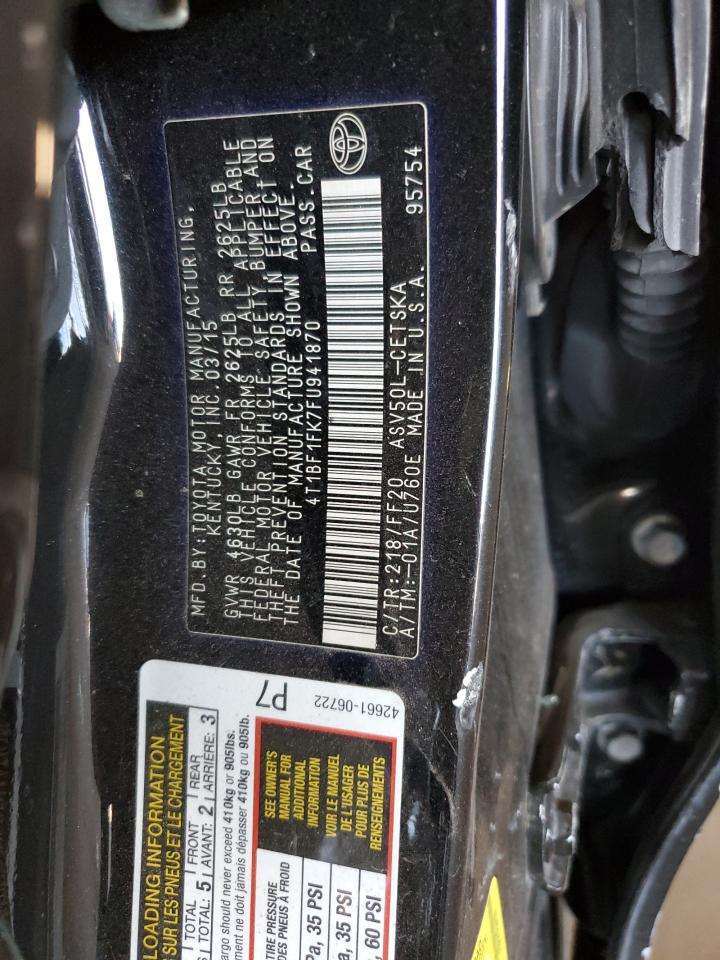 MFD.BY:TOYOTA MOTOR MANUFACTURING,
KENTUCKY, INC.03/15
GVWR 4630LB GAWR FR 2625LB RR 2625LB
THIS VEHICLE CONFORMS TO ALL APPLICABLE
FEDERAL MOTOR VEHICLE SAFETY, BUMPER AND
THEFT PREVENTION STANDARDS IN EFFECT ON
THE DATE OF MANUFACTURE SHOWN ABOVE.
4T1BF1FK7FU941870 PASS.CAR
C/TR:218/FF20 ASV50L-CETSKA
A/TM:-01A/U760E MADE IN U.S.A. 95754
LOADING INFORMATION
SUR LES PNEUS ET LE CHARGEMENT
TOTAL FRONT REAR
TOTAL: 5 AVANT: 2 ARRIÈRE: 3
cargo should never exceed 410kg or 905lbs.
ment ne doit jamais dépasser 410kg ou 905lb.
P7
42661-06722
TIRE PRESSURE
DES PNEUS À FROID
Pa, 35 PSI
a, 35 PSI
, 60 PSI
SEE OWNER'S
MANUAL FOR
ADDITIONAL
INFORMATION
VOIR LE MANUEL
DE L'USAGER
POUR PLUS DE
RENSEIGNEMENTS